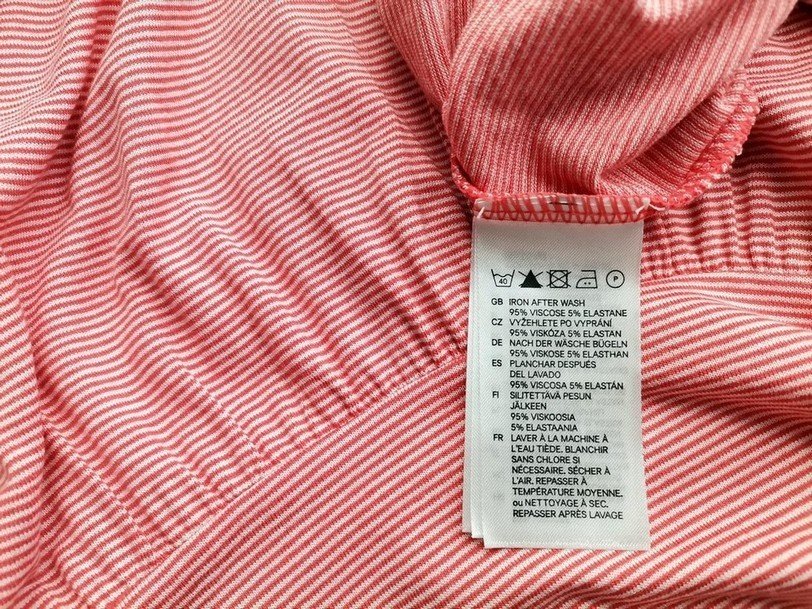 40 P
GB IRON AFTER WASH
95% VISCOSE 5% ELASTANE
CZ VYŽEHLETE PO VYPRÁNÍ
95% VISKÓZA 5% ELASTAN
DE NACH DER WÄSCHE BÜGELN
95% VISKOSE 5% ELASTHAN
ES PLANCHAR DESPUÉS
DEL LAVADO
95% VISCOSA 5% ELASTÁN
FI SILITETTÄVÄ PESUN
JÄLKEEN
95% VISKOOSIA
5% ELASTAANIA
FR LAVER À LA MACHINE À
L'EAU TIÈDE. BLANCHIR
SANS CHLORE SI
NÉCESSAIRE. SÉCHER À
L'AIR. REPASSER À
TEMPÉRATURE MOYENNE.
ou NETTOYAGE À SEC.
REPASSER APRÈS LAVAGE